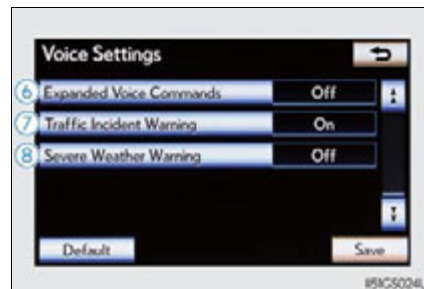 Voice Settings
6 Expanded Voice Commands Off
7 Traffic Incident Warning On
8 Severe Weather Warning Off
Default Save